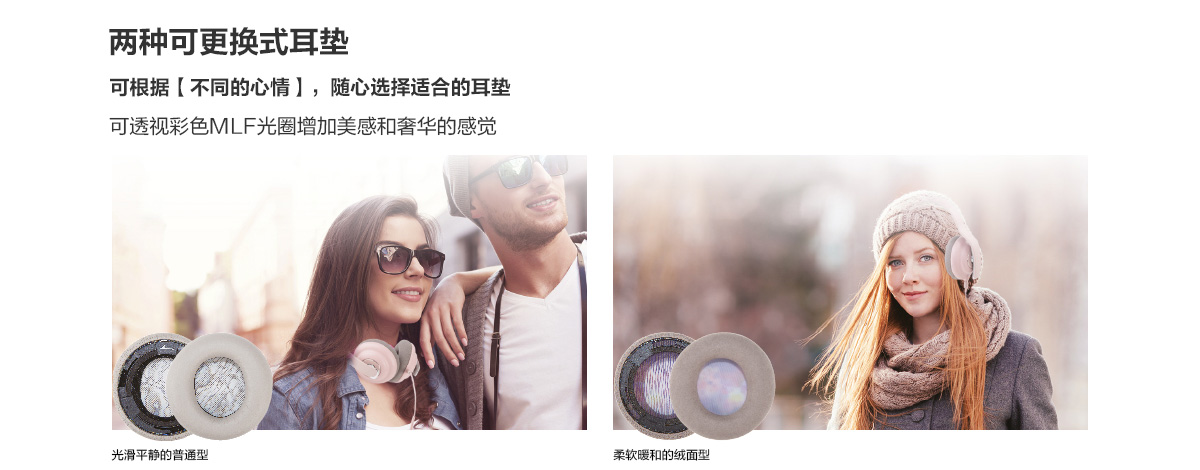 两种可更换式耳垫
可根据【不同的心情】，随心选择适合的耳垫
可透视彩色MLF光圈增加美感和奢华的感觉
光滑平静的普通型
柔软暖和的绒面型